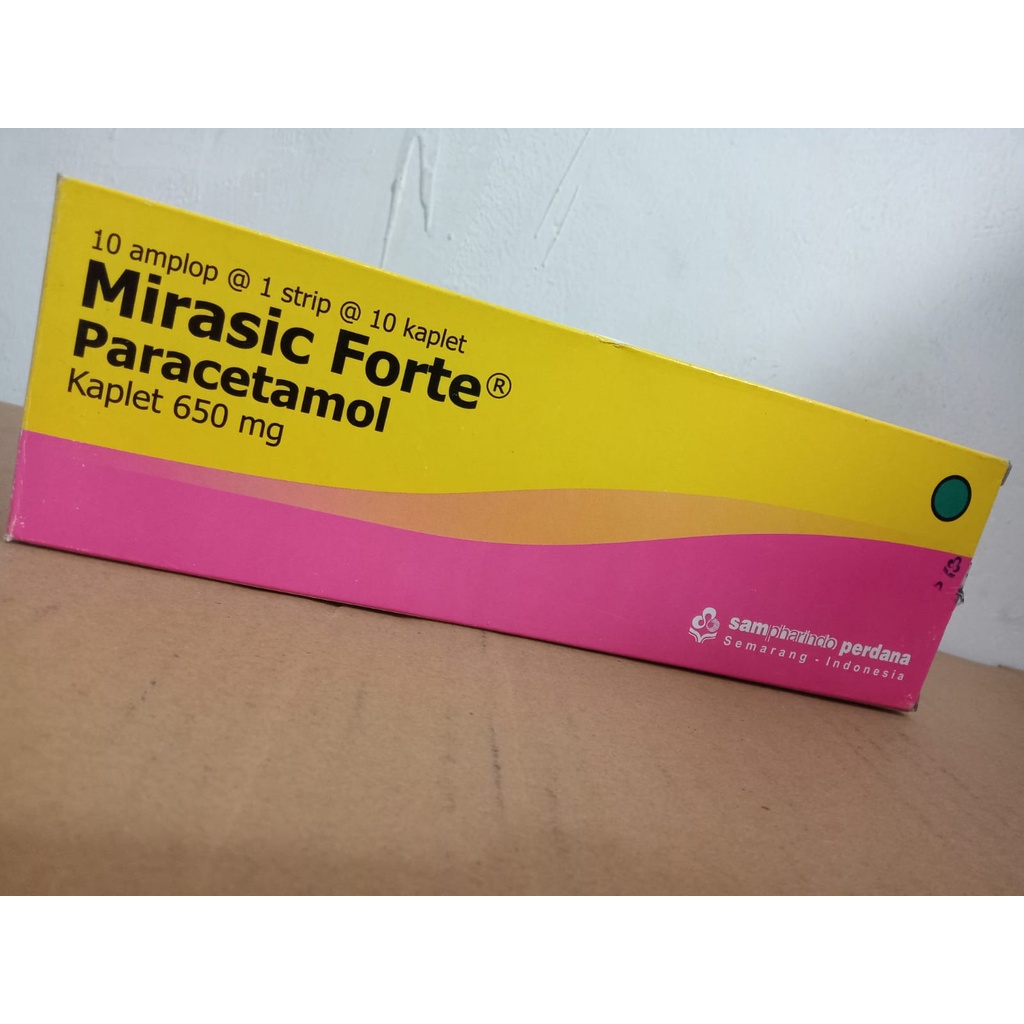 10 amplop @ 1 strip @ 10 kaplet
Mirasic Forte®
Paracetamol
Kaplet 650 mg
sampharindo perdana
Semarang - Indonesia